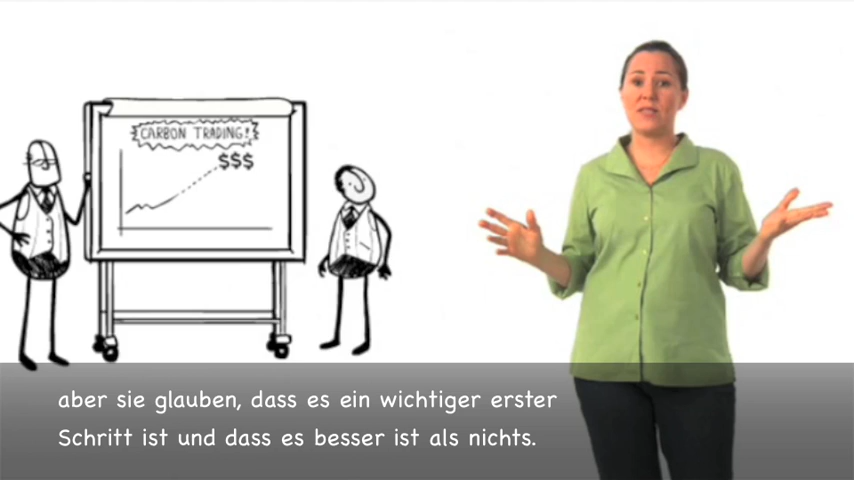 CARBON TRADING!
$$$
aber sie glauben, dass es ein wichtiger erster
Schritt ist und dass es besser ist als nichts.